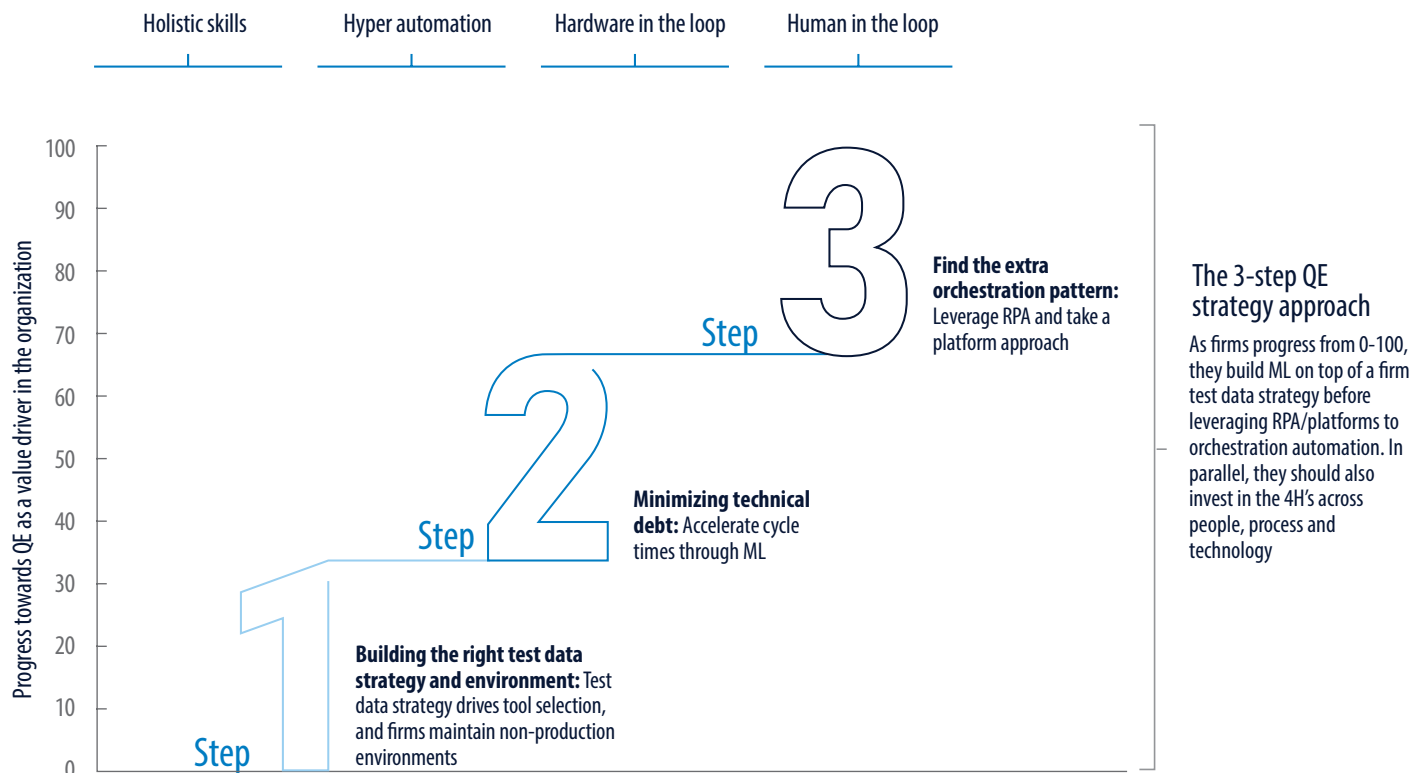 Holistic skills
Hyper automation
Hardware in the loop
Human in the loop
Progress towards QE as a value driver in the organization
100
90
80
70
60
50
40
30
20
10
0
Step
1
Building the right test data
strategy and environment: Test
data strategy drives tool selection,
and firms maintain non-production
environments
Step
2
Minimizing technical
debt: Accelerate cycle
times through ML
Step
3
Find the extra
orchestration pattern:
Leverage RPA and take a
platform approach
The 3-step QE
strategy approach
As firms progress from 0-100,
they build ML on top of a firm
test data strategy before
leveraging RPA/platforms to
orchestration automation. In
parallel, they should also
invest in the 4H's across
people, process and
technology